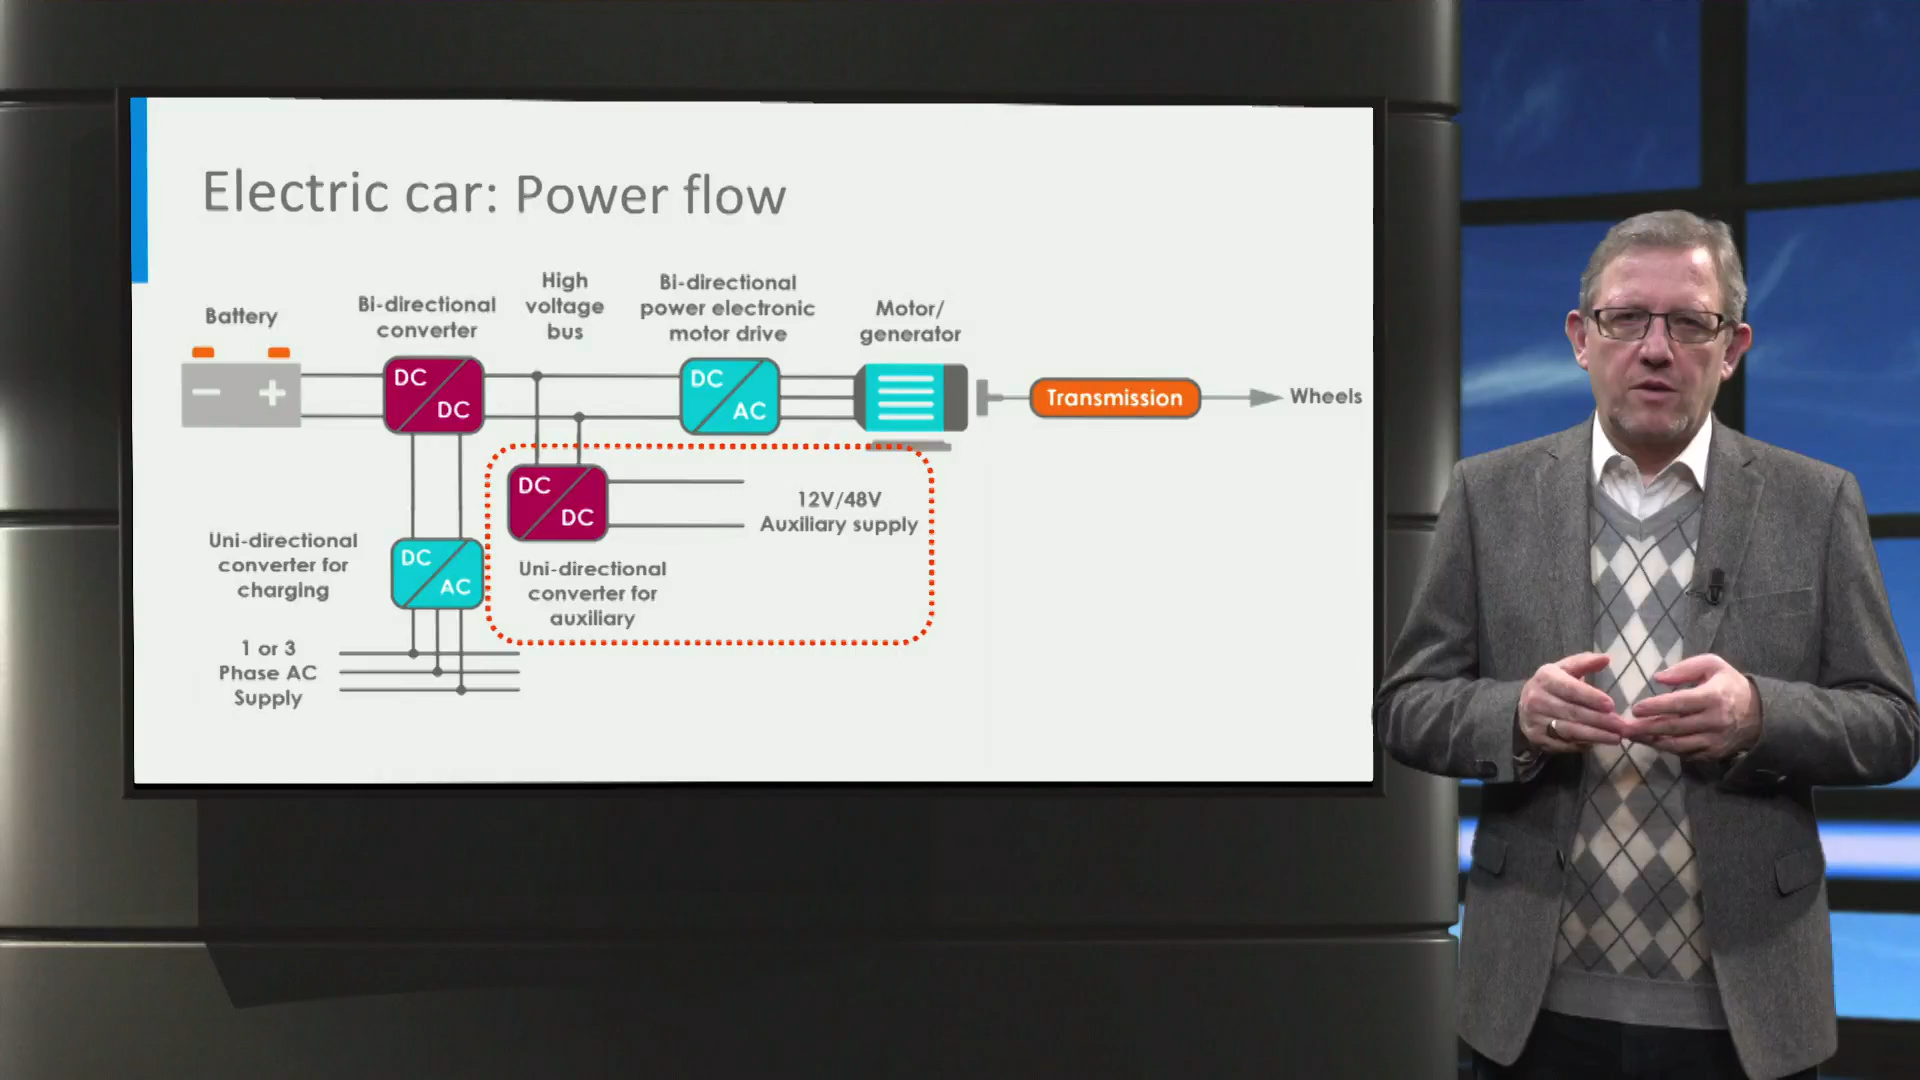 Electric car: Power flow
Battery
Bi-directional
converter
High
voltage
bus
Bi-directional
power electronic
motor drive
Motor/
generator
DC
DC
DC
AC
Transmission
Wheels
DC
DC
12V/48V
Auxiliary supply
Uni-directional
converter for
charging
DC
AC
Uni-directional
converter for
auxiliary
1 or 3
Phase AC
Supply